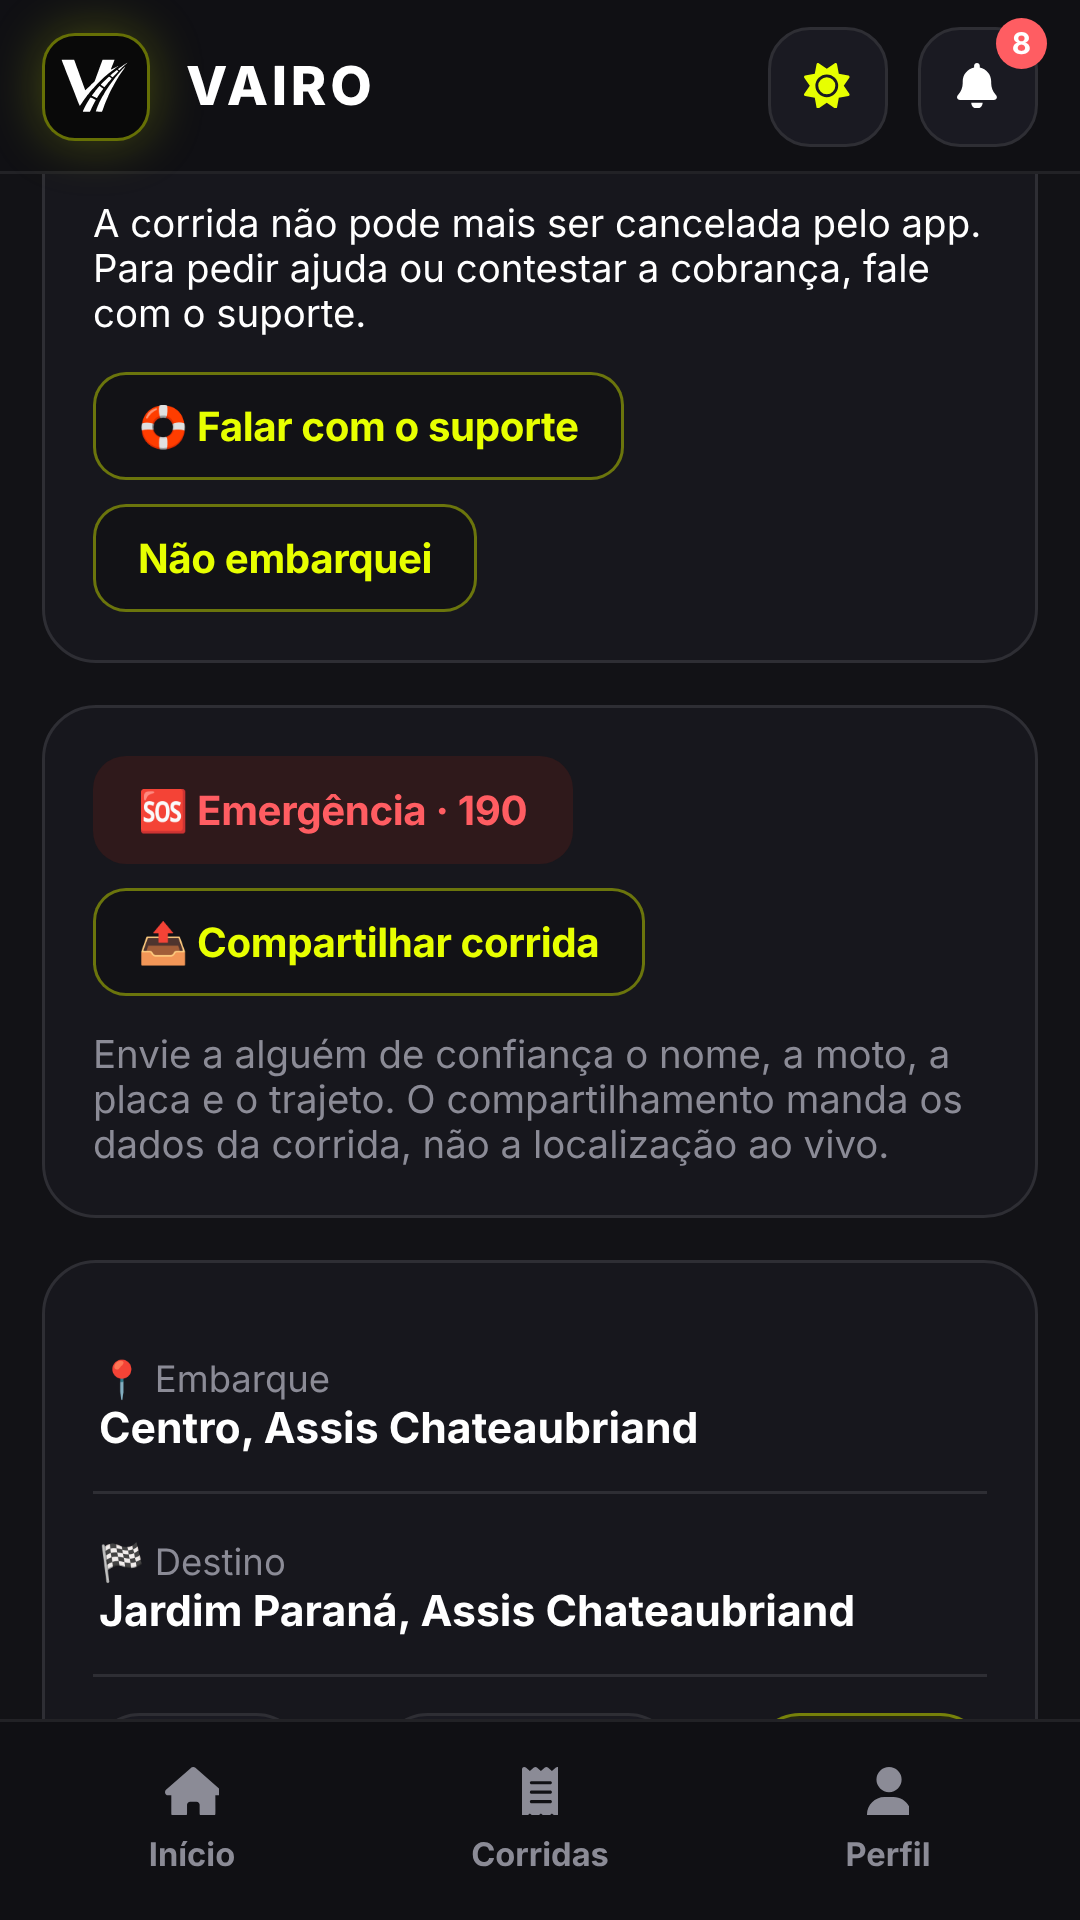 VAIRO
8
A corrida não pode mais ser cancelada pelo app.
Para pedir ajuda ou contestar a cobrança, fale
com o suporte.
Falar com o suporte
Não embarquei
SOS Emergência · 190
Compartilhar corrida
Envie a alguém de confiança o nome, a moto, a
placa e o trajeto. O compartilhamento manda os
dados da corrida, não a localização ao vivo.
Embarque
Centro, Assis Chateaubriand
Destino
Jardim Paraná, Assis Chateaubriand
Início
Corridas
Perfil